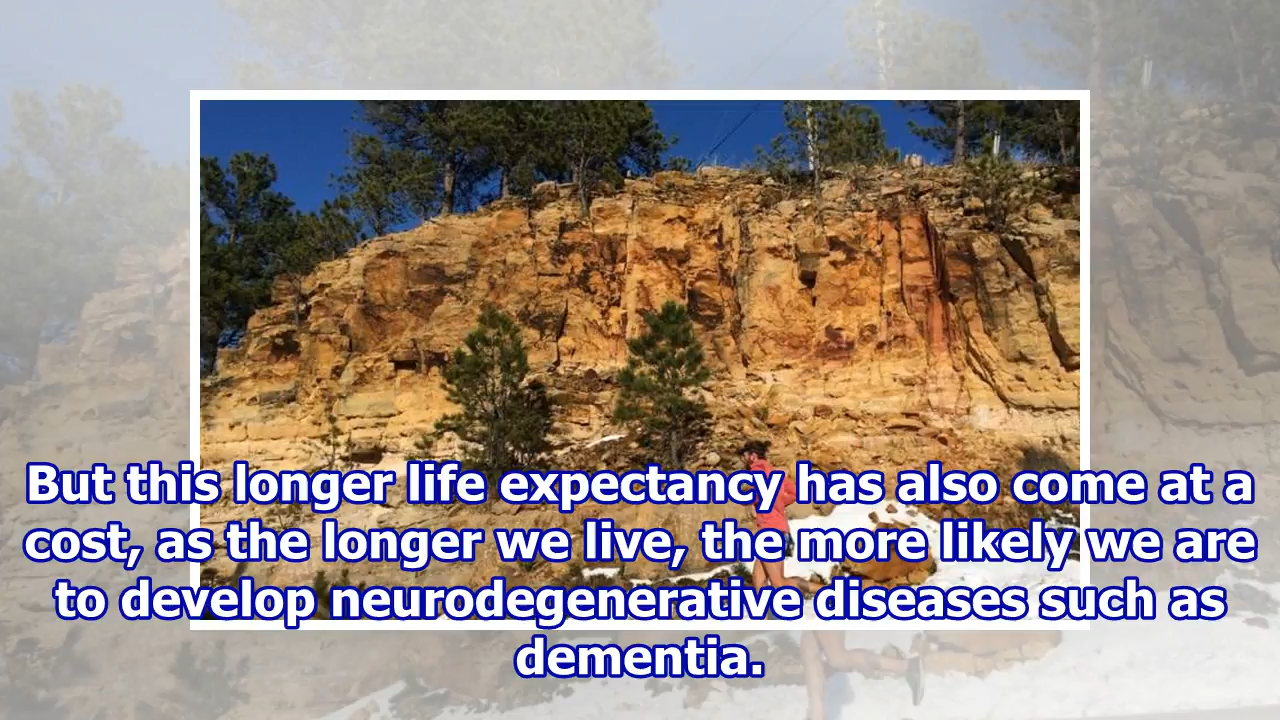 But this longer life expectancy has also come at a
cost, as the longer we live, the more likely we are
to develop neurodegenerative diseases such as
dementia.